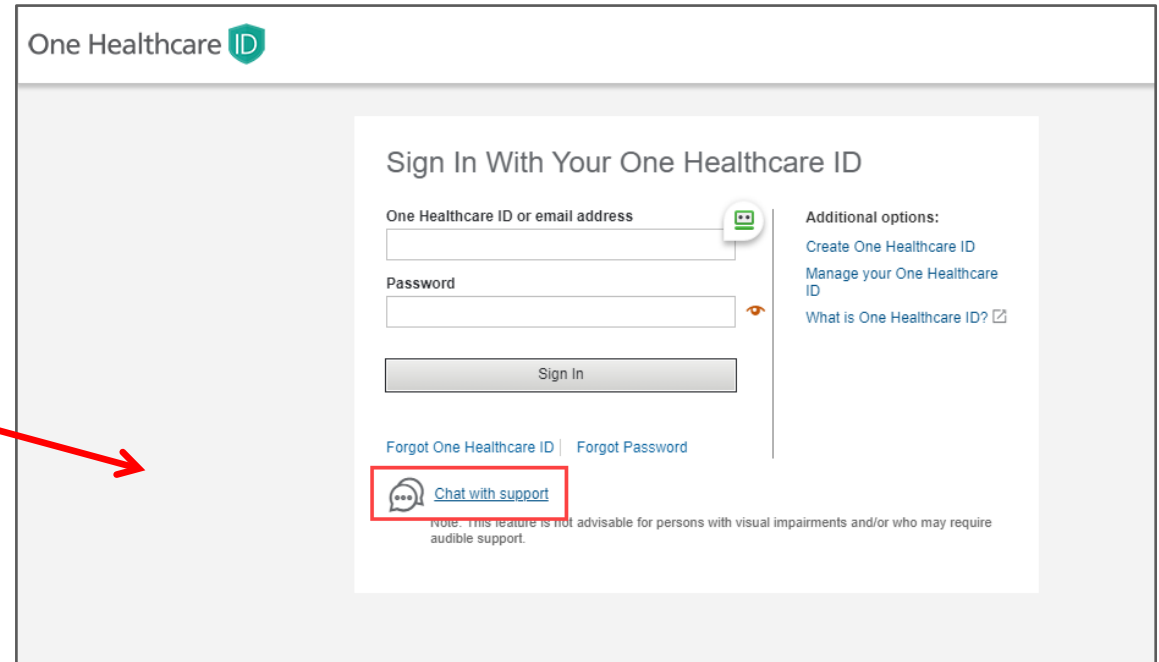 One Healthcare ID
Sign In With Your One Healthcare ID
One Healthcare ID or email address
Password
Sign In
Forgot One Healthcare ID | Forgot Password
Chat with support
Note: This feature is not advisable for persons with visual impairments and/or who may require
audible support.
Additional options:
Create One Healthcare ID
Manage your One Healthcare
ID
What is One Healthcare ID?